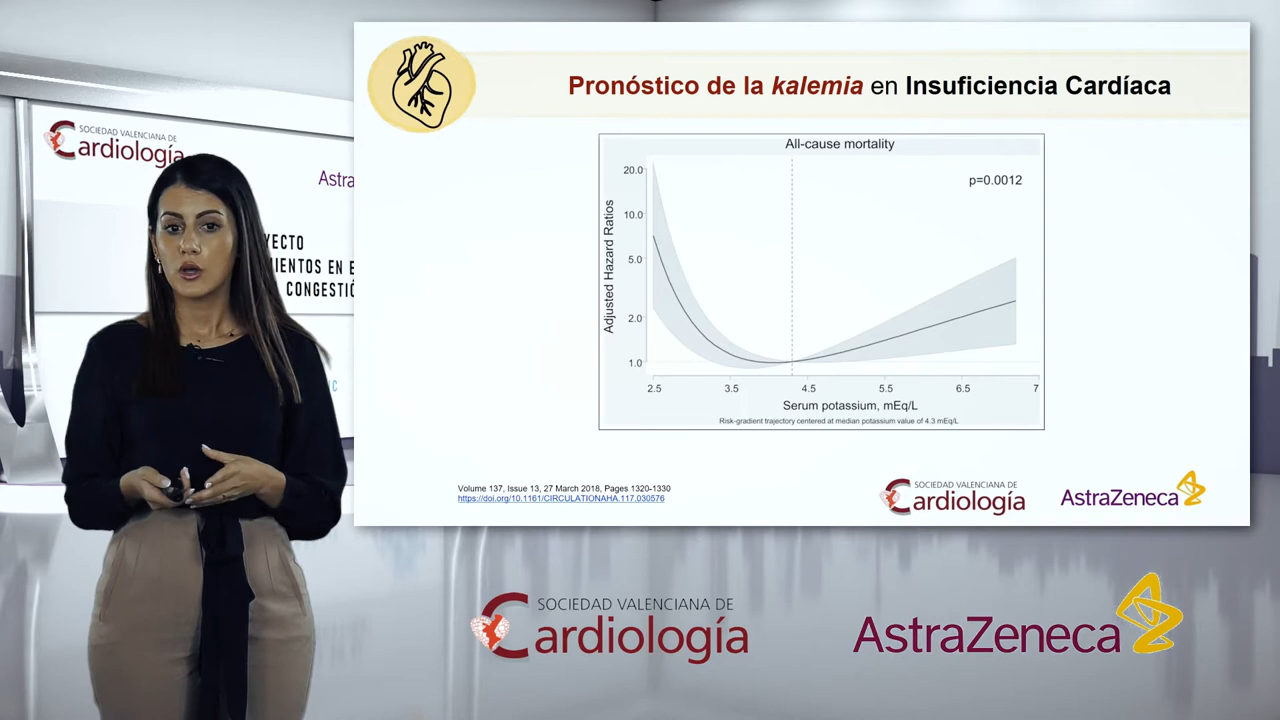 SOCIEDAD VALENCIANA DE
Cardiología
Astra
YECTO
MIENTOS EN E
CONGESTIÓ
Pronóstico de la kalemia en Insuficiencia Cardíaca
All-cause mortality
p=0.0012
Adjusted Hazard Ratios
20.0
10.0
5.0
2.0
1.0
2.5 3.5 4.5 5.5 6.5 7
Serum potassium, mEq/L
Risk-gradient trajectory centered at median potassium value of 4.3 mEq/L
Volume 137, Issue 13, 27 March 2018, Pages 1320-1330
https://doi.org/10.1161/CIRCULATIONAHA.117.030576
SOCIEDAD VALENCIANA DE
Cardiología
AstraZeneca
SOCIEDAD VALENCIANA DE
Cardiología
AstraZeneca